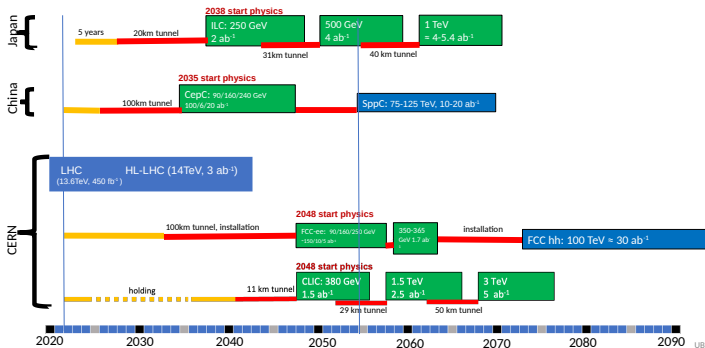 Japan
2038 start physics
5 years
20km tunnel
ILC: 250 GeV
2 ab⁻¹
500 GeV
4 ab⁻¹
1 TeV
= 4-5.4 ab⁻¹
31km tunnel
40 km tunnel
China
2035 start physics
100km tunnel
CepC: 90/160/240 GeV
100/6/20 ab⁻¹
SppC: 75-125 TeV, 10-20 ab⁻¹
CERN
LHC HL-LHC (14TeV, 3 ab⁻¹)
(13.6TeV, 450 fb⁻¹)
2048 start physics
100km tunnel, installation
FCC-ee: 90/160/250 GeV
~150/10/5 ab⁻¹
350-365
GeV 1.7 ab⁻
¹
installation
FCC hh: 100 TeV ≈ 30 ab⁻¹
2048 start physics
holding
11 km tunnel
CLIC: 380 GeV
1.5 ab⁻¹
1.5 TeV
2.5 ab⁻¹
3 TeV
5 ab⁻¹
29 km tunnel
50 km tunnel
2020 2030 2040 2050 2060 2070 2080 2090
UB